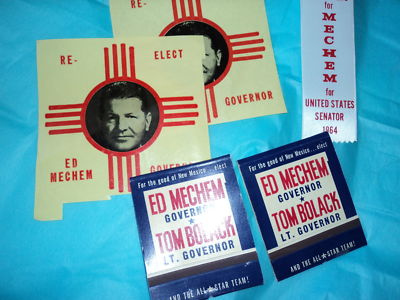 RE- ELECT
ED MECHEM GOVERNOR
RE- ELECT
GOVERNOR
for
MECHEM
for
UNITED STATES
SENATOR
1964
For the good of New Mexico... elect
ED MECHEM
GOVERNOR
TOM BOLACK
LT. GOVERNOR
AND THE ALL★STAR TEAM!
For the good of New Mexico... elect
ED MECHEM
GOVERNOR
★
TOM BOLACK
LT. GOVERNOR
AND THE ALL★STAR TEAM!